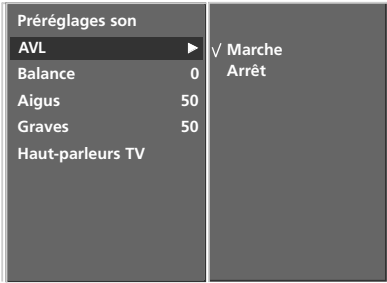 Préréglages son
AVL ▶ √ Marche
Balance 0 Arrêt
Aigus 50
Graves 50
Haut-parleurs TV